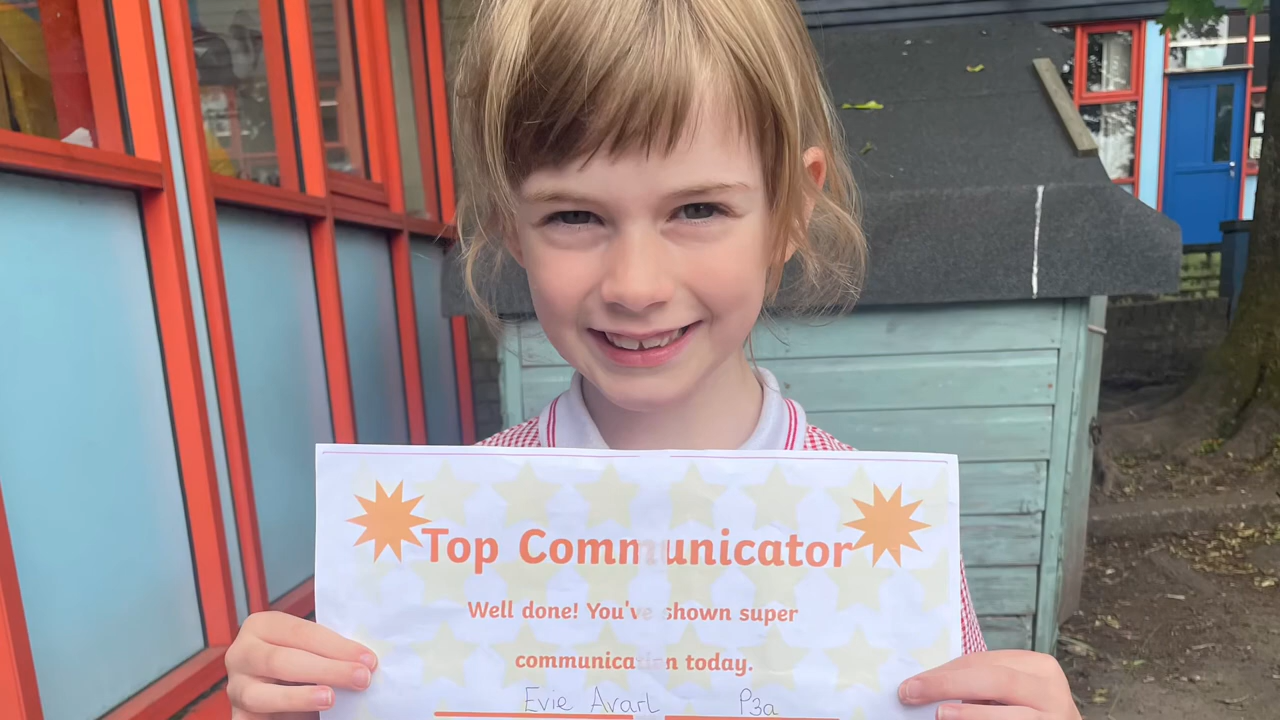 Top Communicator
Well done! You've shown super
communication today.
Evie Avarl P3a